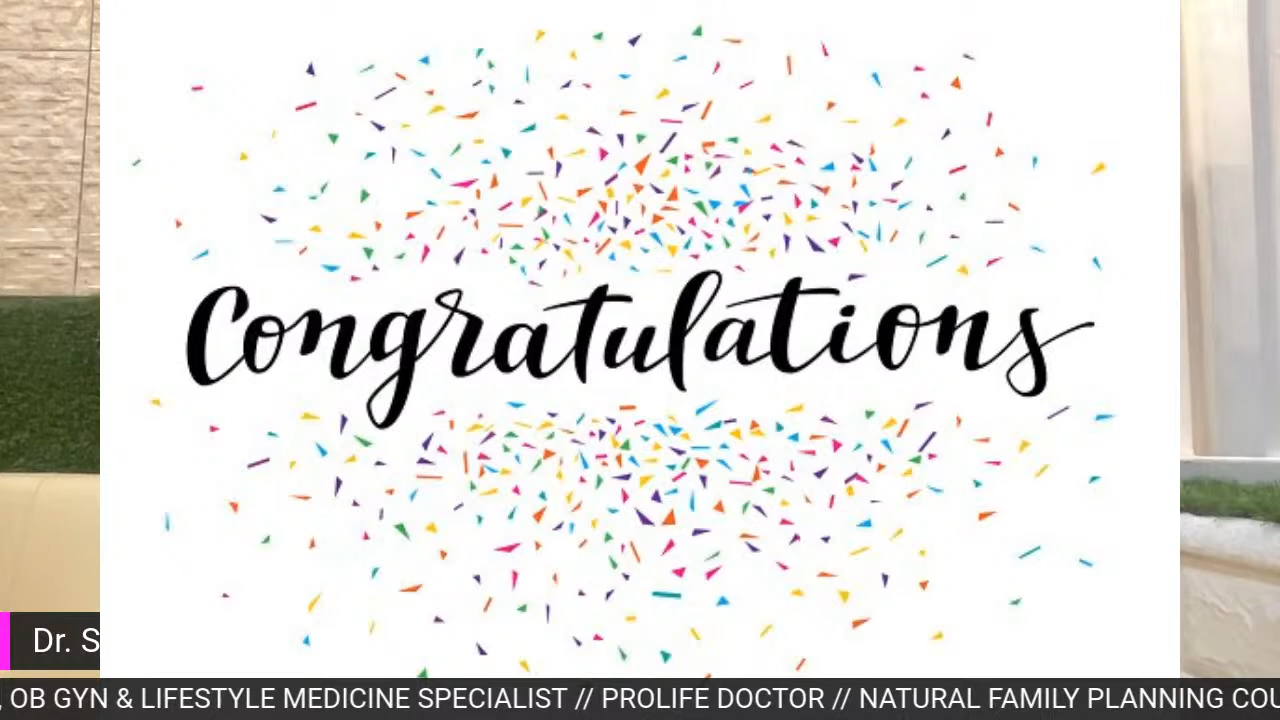 Congratulations
Dr. S
, OB GYN & LIFESTYLE MEDICINE SPECIALIST // PROLIFE DOCTOR // NATURAL FAMILY PLANNING COU